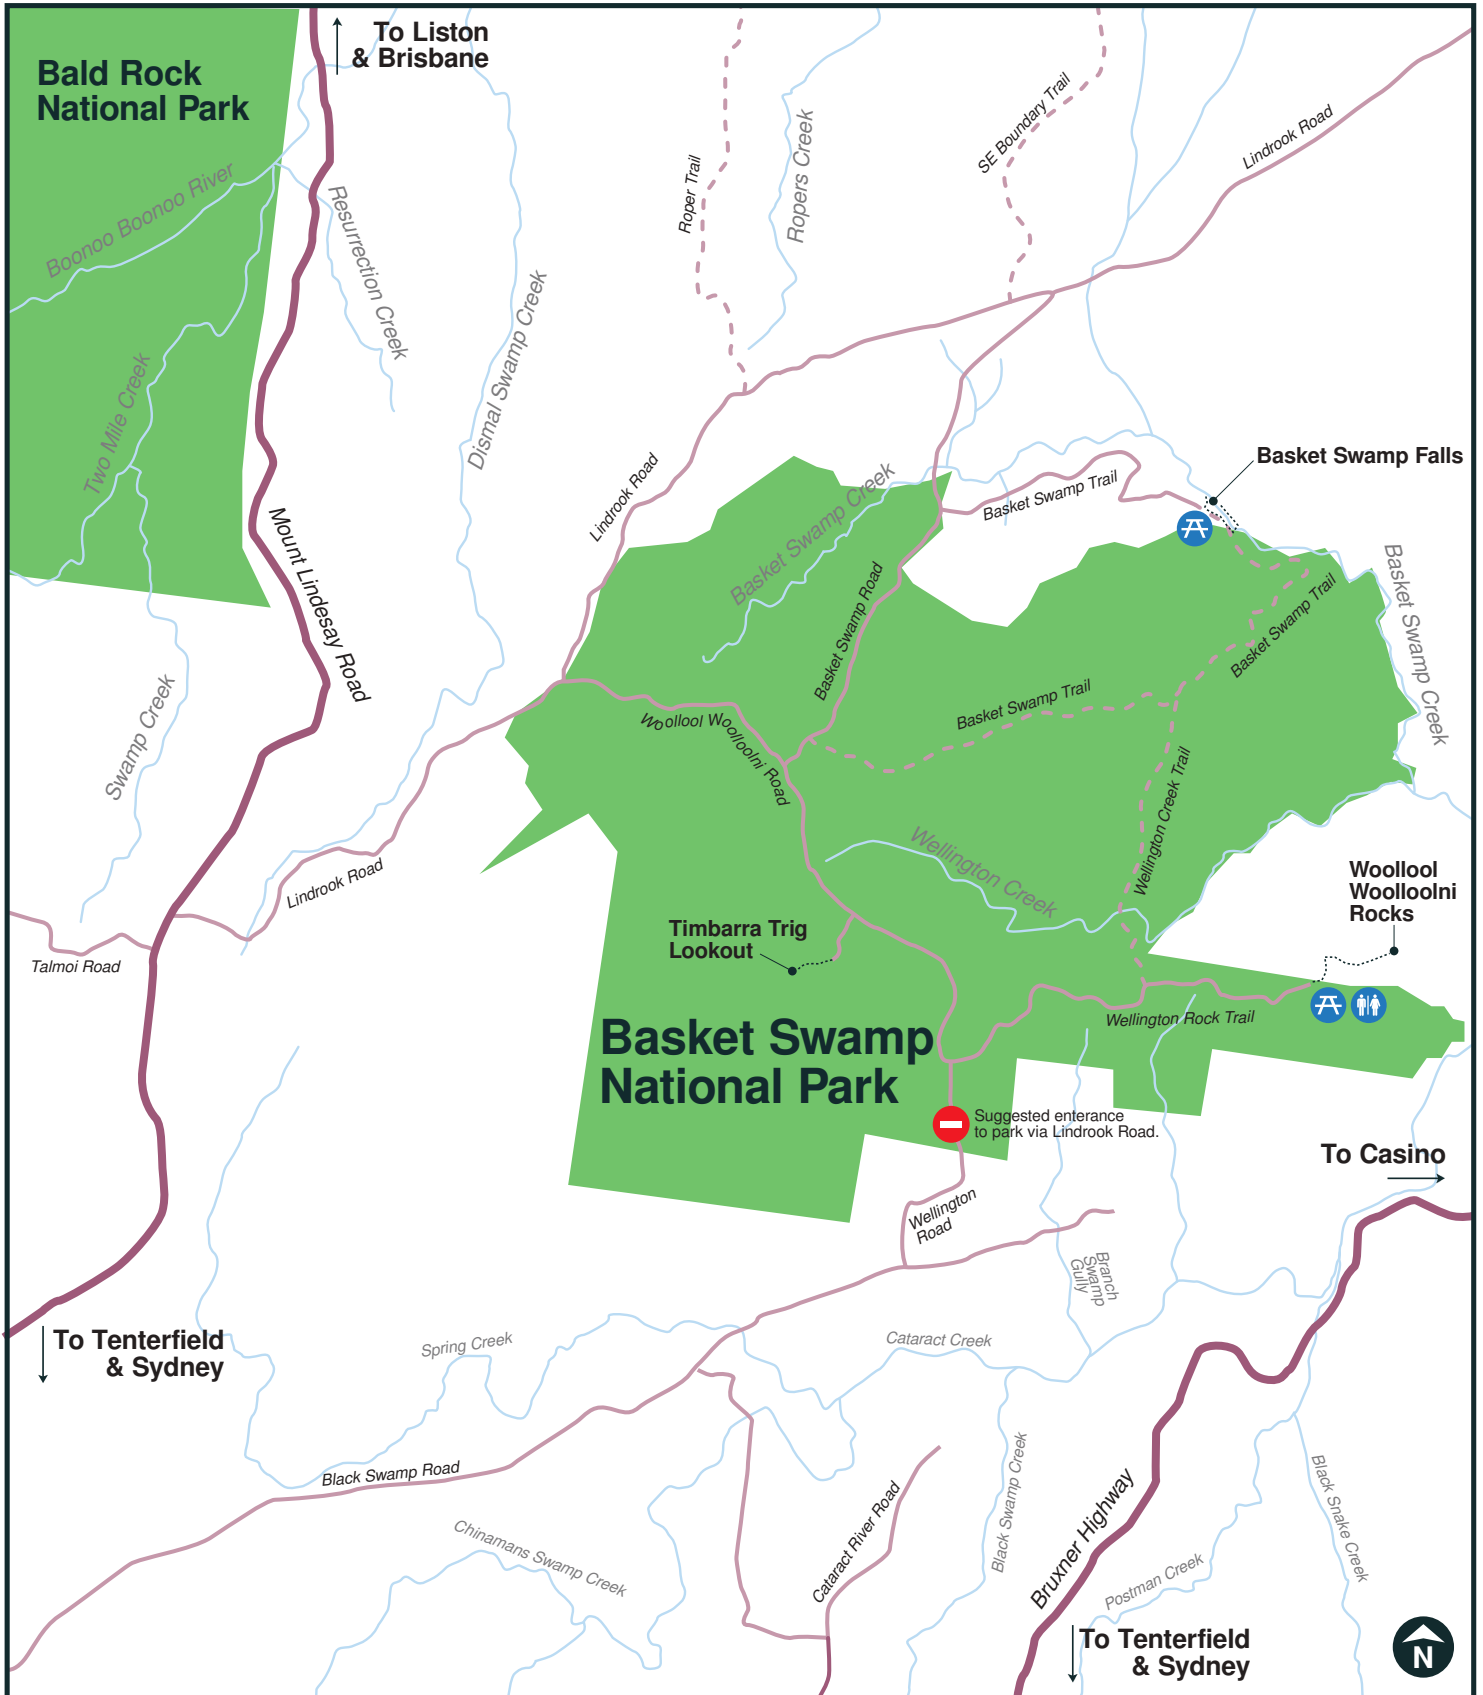 To Liston
& Brisbane
Bald Rock
National Park
Boonoo Boonoo River
Resurrection Creek
Roper Trail
Ropers Creek
SE Boundary Trail
Lindrook Road
Two Mile Creek
Dismal Swamp Creek
Lindrook Road
Basket Swamp Creek
Basket Swamp Trail
Basket Swamp Falls
Mount Lindesay Road
Basket Swamp Road
Basket Swamp Trail
Basket Swamp Creek
Swamp Creek
Woollool Woolloolni Road
Basket Swamp Trail
Wellington Creek Trail
Wellington Creek
Lindrook Road
Talmoi Road
Timbarra Trig
Lookout
Woollool
Woolloolni
Rocks
Basket Swamp
National Park
Wellington Rock Trail
Suggested enterance
to park via Lindrook Road.
To Casino
Wellington
Road
Branch
Swamp
Gully
To Tenterfield
& Sydney
Spring Creek
Cataract Creek
Black Swamp Road
Chinamans Swamp Creek
Cataract River Road
Black Swamp Creek
Bruxner Highway
Postman Creek
Black Snake Creek
To Tenterfield
& Sydney
N